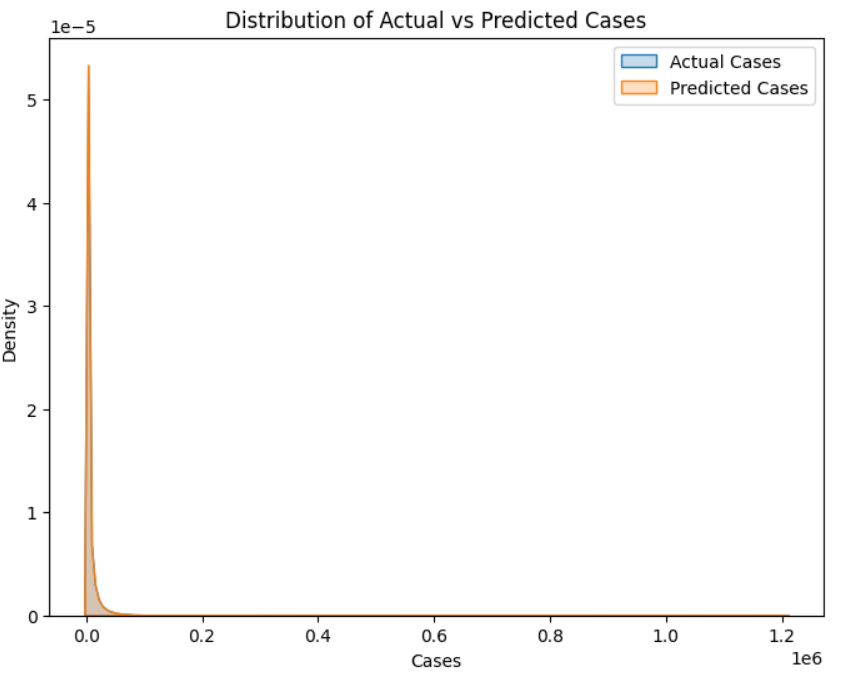 Distribution of Actual vs Predicted Cases
1e−5
Actual Cases
Predicted Cases
5
4
3
2
1
0
Density
0.0 0.2 0.4 0.6 0.8 1.0 1.2
1e6
Cases